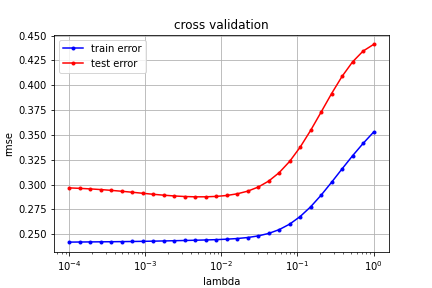 cross validation
train error
test error
0.450
0.425
0.400
0.375
0.350
0.325
0.300
0.275
0.250
rmse
10⁻⁴ 10⁻³ 10⁻² 10⁻¹ 10⁰
lambda